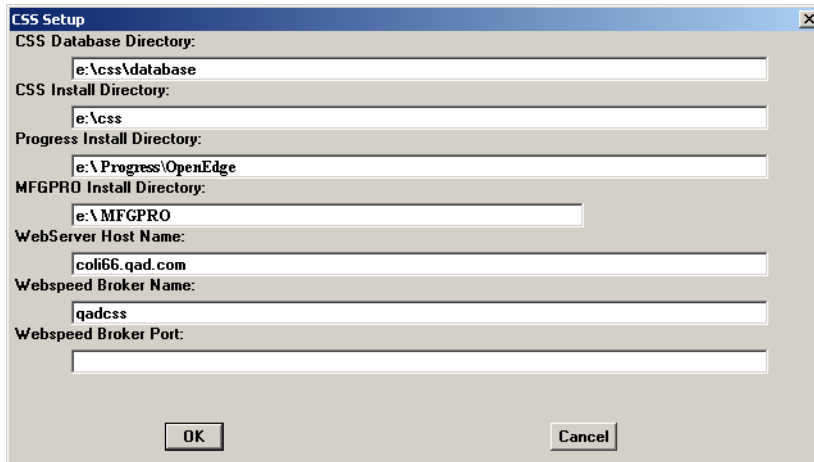 CSS Setup
CSS Database Directory:
e:\css\database
CSS Install Directory:
e:\css
Progress Install Directory:
e:\ Progress\OpenEdge
MFGPRO Install Directory:
e:\ MFGPRO
WebServer Host Name:
coli66.qad.com
Webspeed Broker Name:
qadcss
Webspeed Broker Port:
OK Cancel